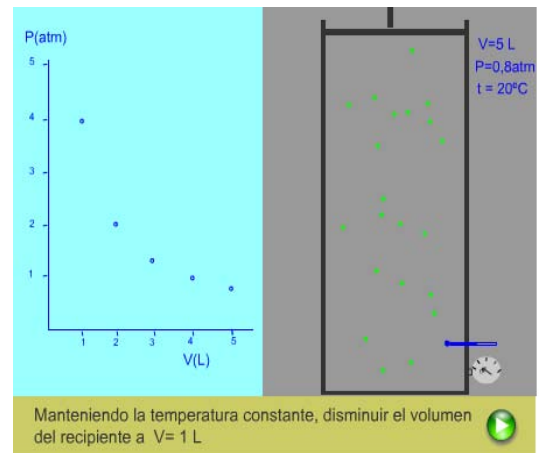 P(atm)
5
4
3
2
1
1 2 3 4 5
V(L)
V=5 L
P=0,8atm
t = 20ºC
Manteniendo la temperatura constante, disminuir el volumen
del recipiente a V= 1 L